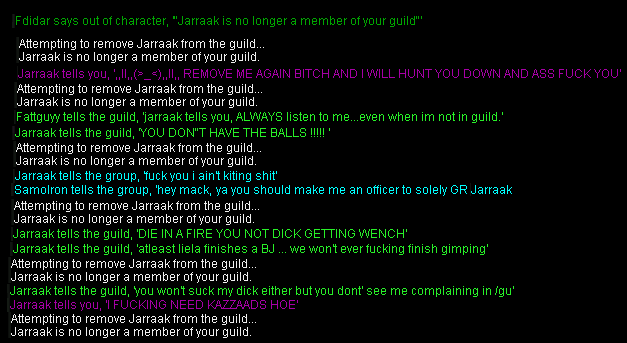 Fdidar says out of character, '"Jarraak is no longer a member of your guild"'
Attempting to remove Jarraak from the guild...
Jarraak is no longer a member of your guild.
Jarraak tells you, ',,ll,,(>_<),,ll,, REMOVE ME AGAIN BITCH AND I WILL HUNT YOU DOWN AND ASS FUCK YOU'
Attempting to remove Jarraak from the guild...
Jarraak is no longer a member of your guild.
Fattguyy tells the guild, 'jarraak tells you, ALWAYS listen to me...even when im not in guild.'
Jarraak tells the guild, 'YOU DON"T HAVE THE BALLS !!!!! '
Attempting to remove Jarraak from the guild...
Jarraak is no longer a member of your guild.
Jarraak tells the group, 'fuck you i ain't kiting shit'
SamoIron tells the group, 'hey mack, ya you should make me an officer to solely GR Jarraak
Attempting to remove Jarraak from the guild...
Jarraak is no longer a member of your guild.
Jarraak tells the guild, 'DIE IN A FIRE YOU NOT DICK GETTING WENCH'
Jarraak tells the guild, 'atleast liela finishes a BJ ... we won't ever fucking finish gimping'
Attempting to remove Jarraak from the guild...
Jarraak is no longer a member of your guild.
Jarraak tells the guild, 'you won't suck my dick either but you dont' see me complaining in /gu'
Jarraak tells you, 'I FUCKING NEED KAZZAADS HOE'
Attempting to remove Jarraak from the guild...
Jarraak is no longer a member of your guild.